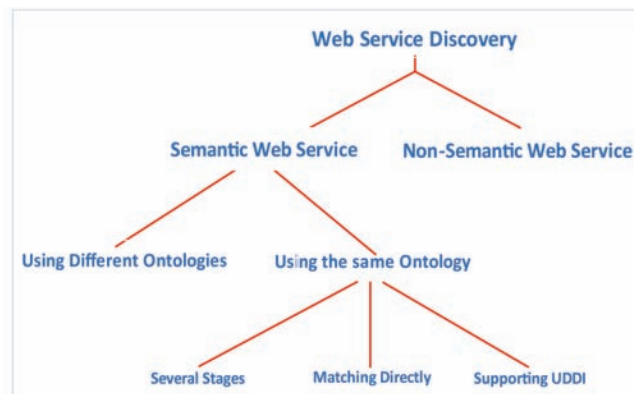 Web Service Discovery
Semantic Web Service
Non-Semantic Web Service
Using Different Ontologies
Using the same Ontology
Several Stages
Matching Directly
Supporting UDDI